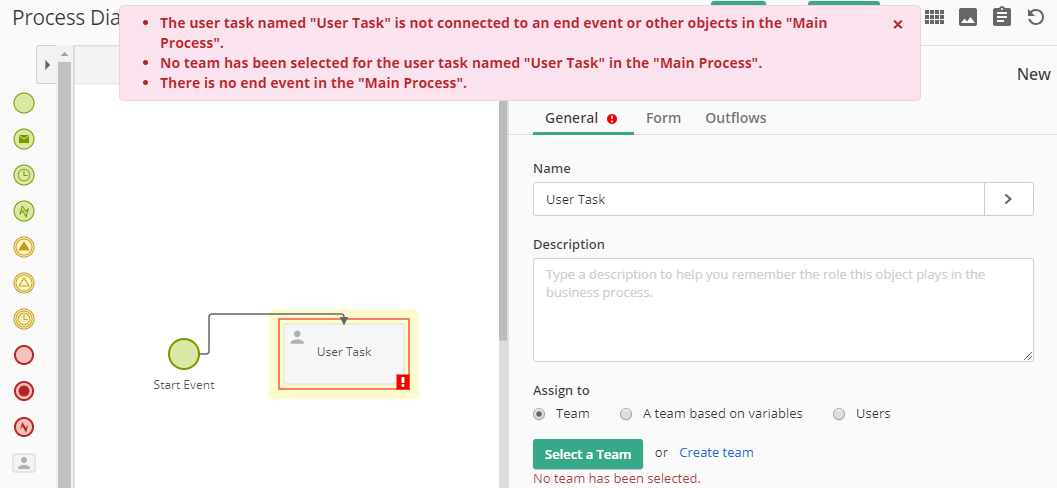 Process Dia
The user task named "User Task" is not connected to an end event or other objects in the "Main
Process".
No team has been selected for the user task named "User Task" in the "Main Process".
There is no end event in the "Main Process".
New
General
Form
Outflows
Name
User Task
Description
Type a description to help you remember the role this object plays in the
business process.
User Task
Start Event
Assign to
Team
A team based on variables
Users
Select a Team
or
Create team
No team has been selected.